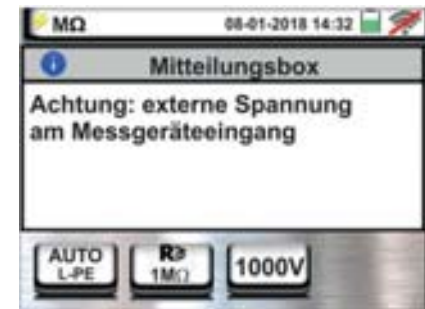 MΩ 08-01-2018 14:32
Mitteilungsbox
Achtung: externe Spannung
am Messgeräteeingang
AUTO
L-PE
R≥
1MΩ
1000V